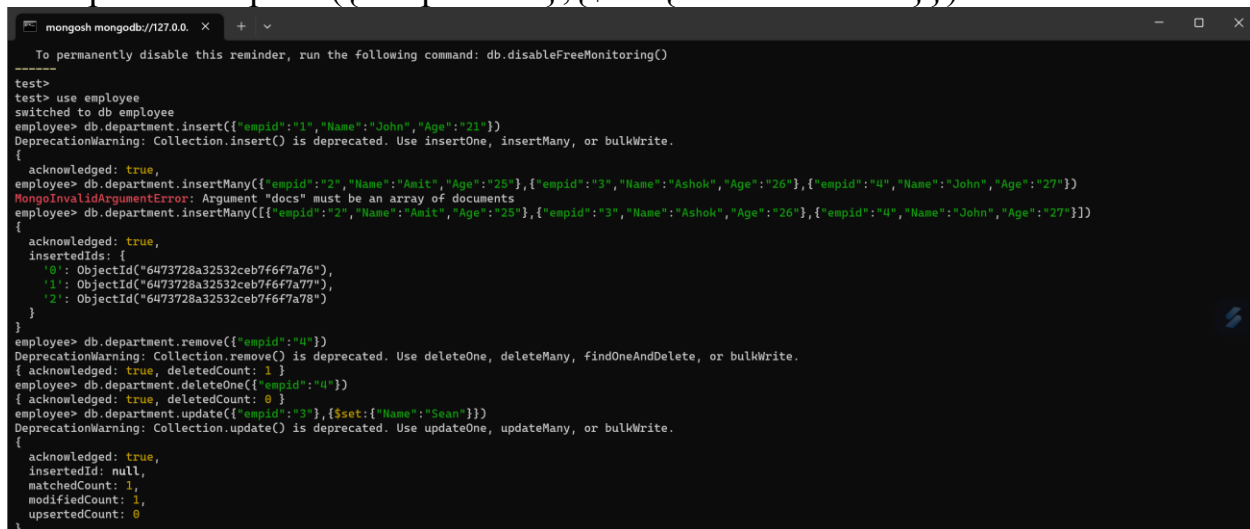 mongosh mongodb://127.0.0.
To permanently disable this reminder, run the following command: db.disableFreeMonitoring()
------
test>
test> use employee
switched to db employee
employee> db.department.insert({"empid":"1","Name":"John","Age":"21"})
DeprecationWarning: Collection.insert() is deprecated. Use insertOne, insertMany, or bulkWrite.
{
  acknowledged: true,
employee> db.department.insertMany({"empid":"2","Name":"Amit","Age":"25"},{"empid":"3","Name":"Ashok","Age":"26"},{"empid":"4","Name":"John","Age":"27"})
MongoInvalidArgumentError: Argument "docs" must be an array of documents
employee> db.department.insertMany([{"empid":"2","Name":"Amit","Age":"25"},{"empid":"3","Name":"Ashok","Age":"26"},{"empid":"4","Name":"John","Age":"27"}])
{
  acknowledged: true,
  insertedIds: {
    '0': ObjectId("6473728a32532ceb7f6f7a76"),
    '1': ObjectId("6473728a32532ceb7f6f7a77"),
    '2': ObjectId("6473728a32532ceb7f6f7a78")
  }
}
employee> db.department.remove({"empid":"4"})
DeprecationWarning: Collection.remove() is deprecated. Use deleteOne, deleteMany, findOneAndDelete, or bulkWrite.
{ acknowledged: true, deletedCount: 1 }
employee> db.department.deleteOne({"empid":"4"})
{ acknowledged: true, deletedCount: 0 }
employee> db.department.update({"empid":"3"},{$set:{"Name":"Sean"}})
DeprecationWarning: Collection.update() is deprecated. Use updateOne, updateMany, or bulkWrite.
{
  acknowledged: true,
  insertedId: null,
  matchedCount: 1,
  modifiedCount: 1,
  upsertedCount: 0
}